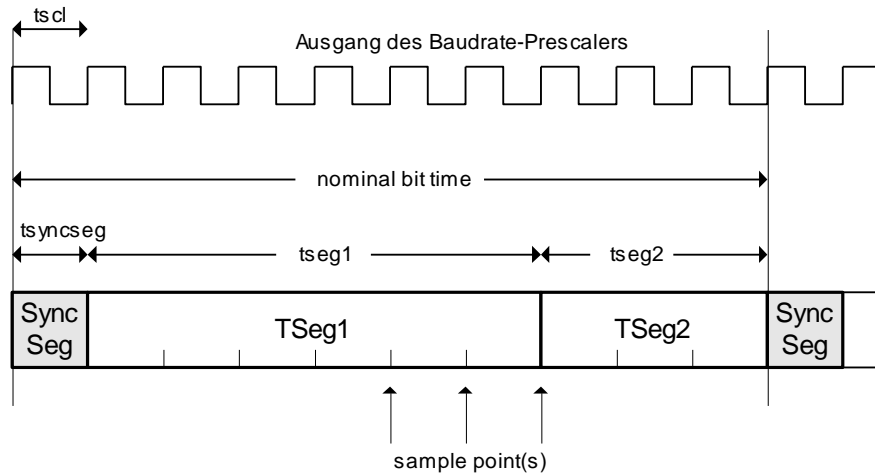 tscl
Ausgang des Baudrate-Prescalers
nominal bit time
tsyncseg
tseg1
tseg2
Sync
Seg
TSeg1
TSeg2
Sync
Seg
sample point(s)